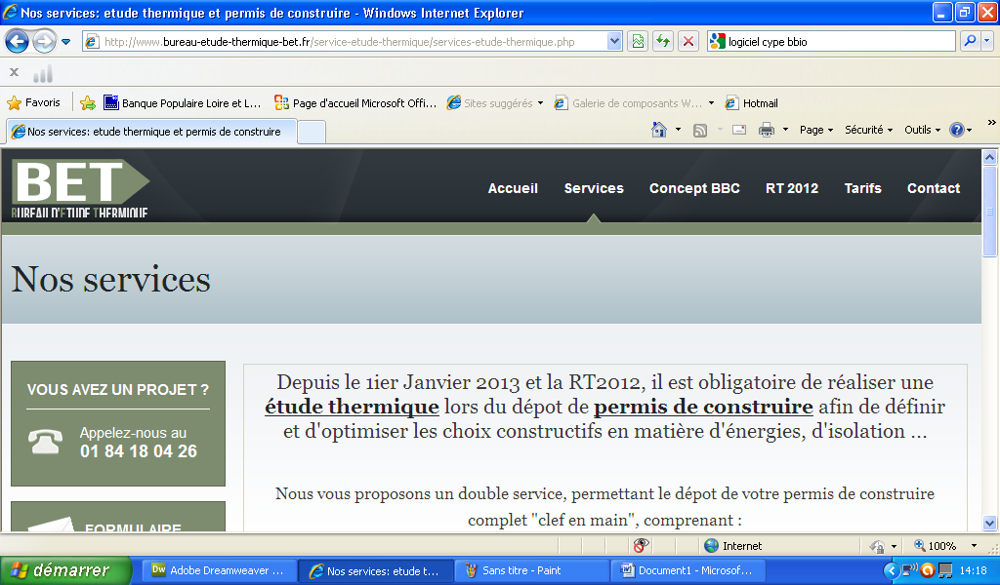 Nos services: etude thermique et permis de construire - Windows Internet Explorer
http://www.bureau-etude-thermique-bet.fr/service-etude-thermique/services-etude-thermique.php
logiciel cype bbio
Favoris
Banque Populaire Loire et L...
Page d'accueil Microsoft Offi...
Sites suggérés
Galerie de composants W...
Hotmail
Nos services: etude thermique et permis de construire
Page
Sécurité
Outils
BET
BUREAU D'ETUDE THERMIQUE
Accueil
Services
Concept BBC
RT 2012
Tarifs
Contact
Nos services
VOUS AVEZ UN PROJET ?
Appelez-nous au
01 84 18 04 26
FORMULAIRE
Depuis le 1ier Janvier 2013 et la RT2012, il est obligatoire de réaliser une
étude thermique lors du dépot de permis de construire afin de définir
et d'optimiser les choix constructifs en matière d'énergies, d'isolation ...
Nous vous proposons un double service, permettant le dépot de votre permis de construire
complet "clef en main", comprenant :
Internet
100%
démarrer
Dw Adobe Dreamweaver ...
Nos services: etude t...
Sans titre - Paint
Document1 - Microsof...
14:18